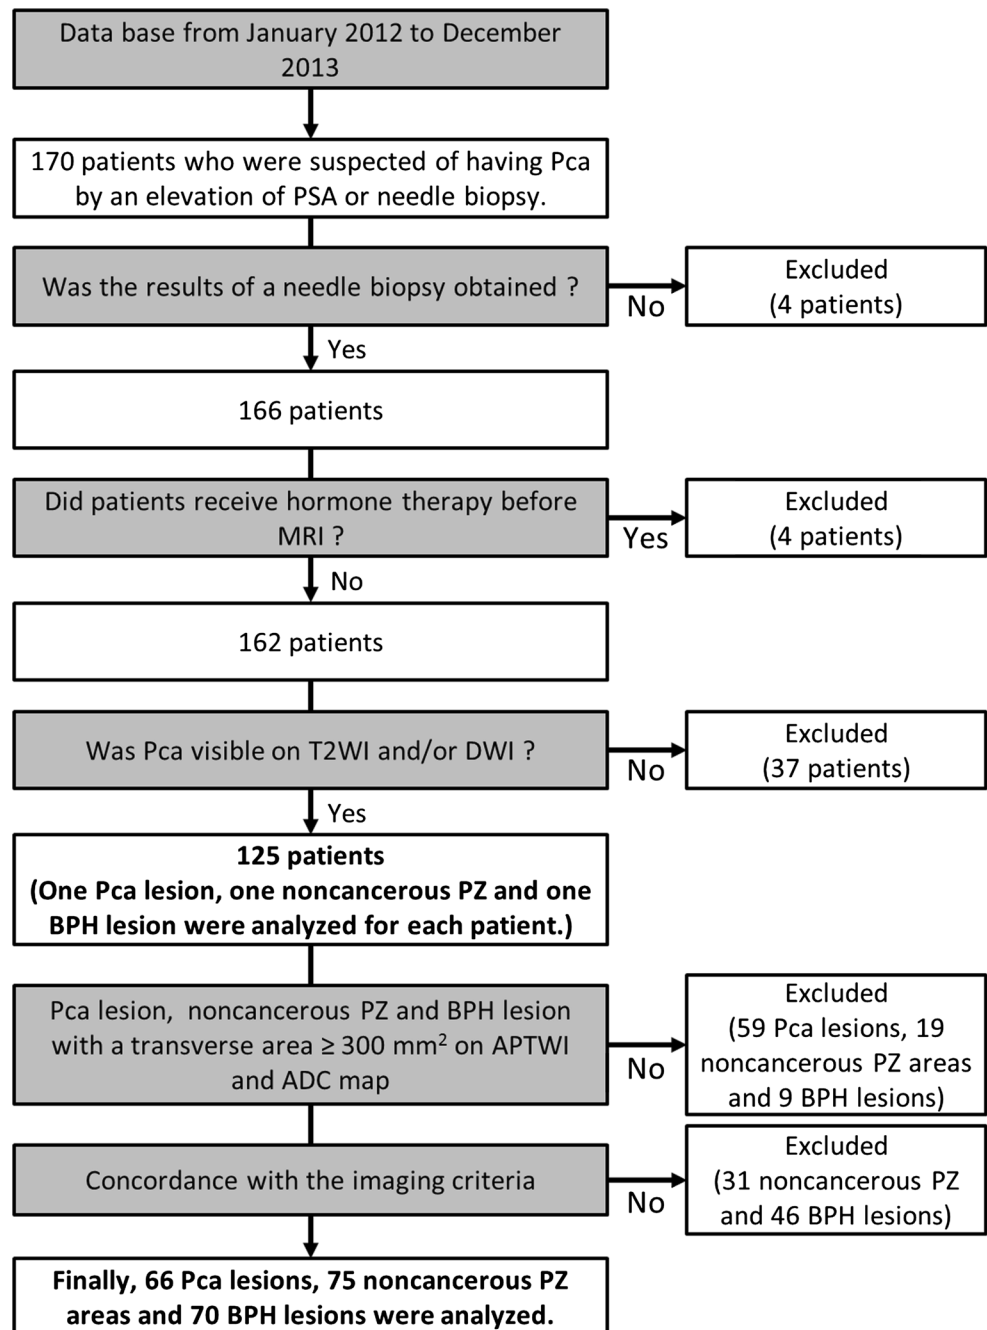 Data base from January 2012 to December
2013
170 patients who were suspected of having Pca
by an elevation of PSA or needle biopsy.
Was the results of a needle biopsy obtained ?
No
Excluded
(4 patients)
Yes
166 patients
Did patients receive hormone therapy before
MRI ?
Yes
Excluded
(4 patients)
No
162 patients
Was Pca visible on T2WI and/or DWI ?
No
Excluded
(37 patients)
Yes
125 patients
(One Pca lesion, one noncancerous PZ and one
BPH lesion were analyzed for each patient.)
Pca lesion, noncancerous PZ and BPH lesion
with a transverse area ≥ 300 mm² on APTWI
and ADC map
No
Excluded
(59 Pca lesions, 19
noncancerous PZ areas
and 9 BPH lesions)
Concordance with the imaging criteria
No
Excluded
(31 noncancerous PZ
and 46 BPH lesions)
Finally, 66 Pca lesions, 75 noncancerous PZ
areas and 70 BPH lesions were analyzed.